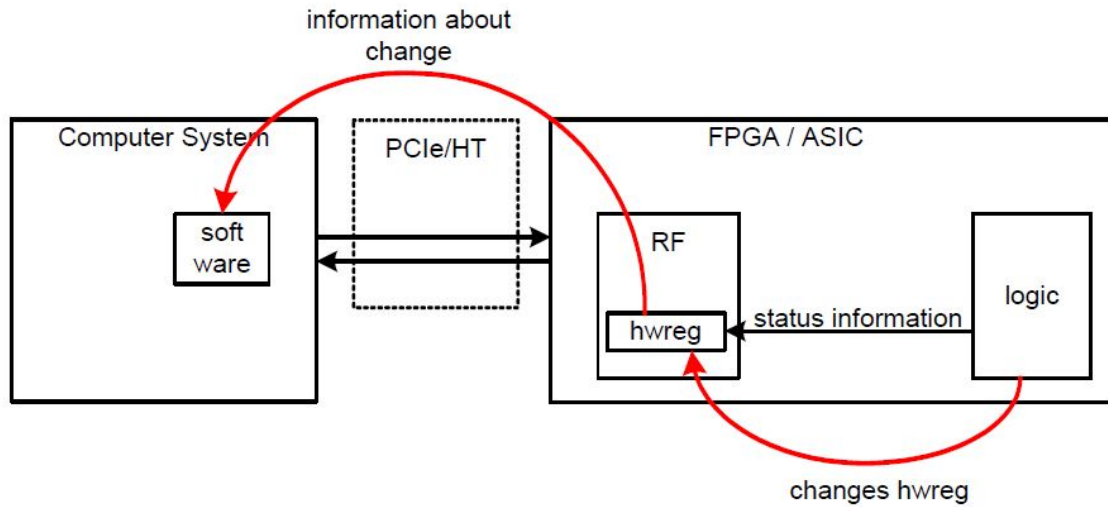 information about
change
Computer System
PCIe/HT
FPGA / ASIC
soft
ware
RF
hwreg
status information
logic
changes hwreg